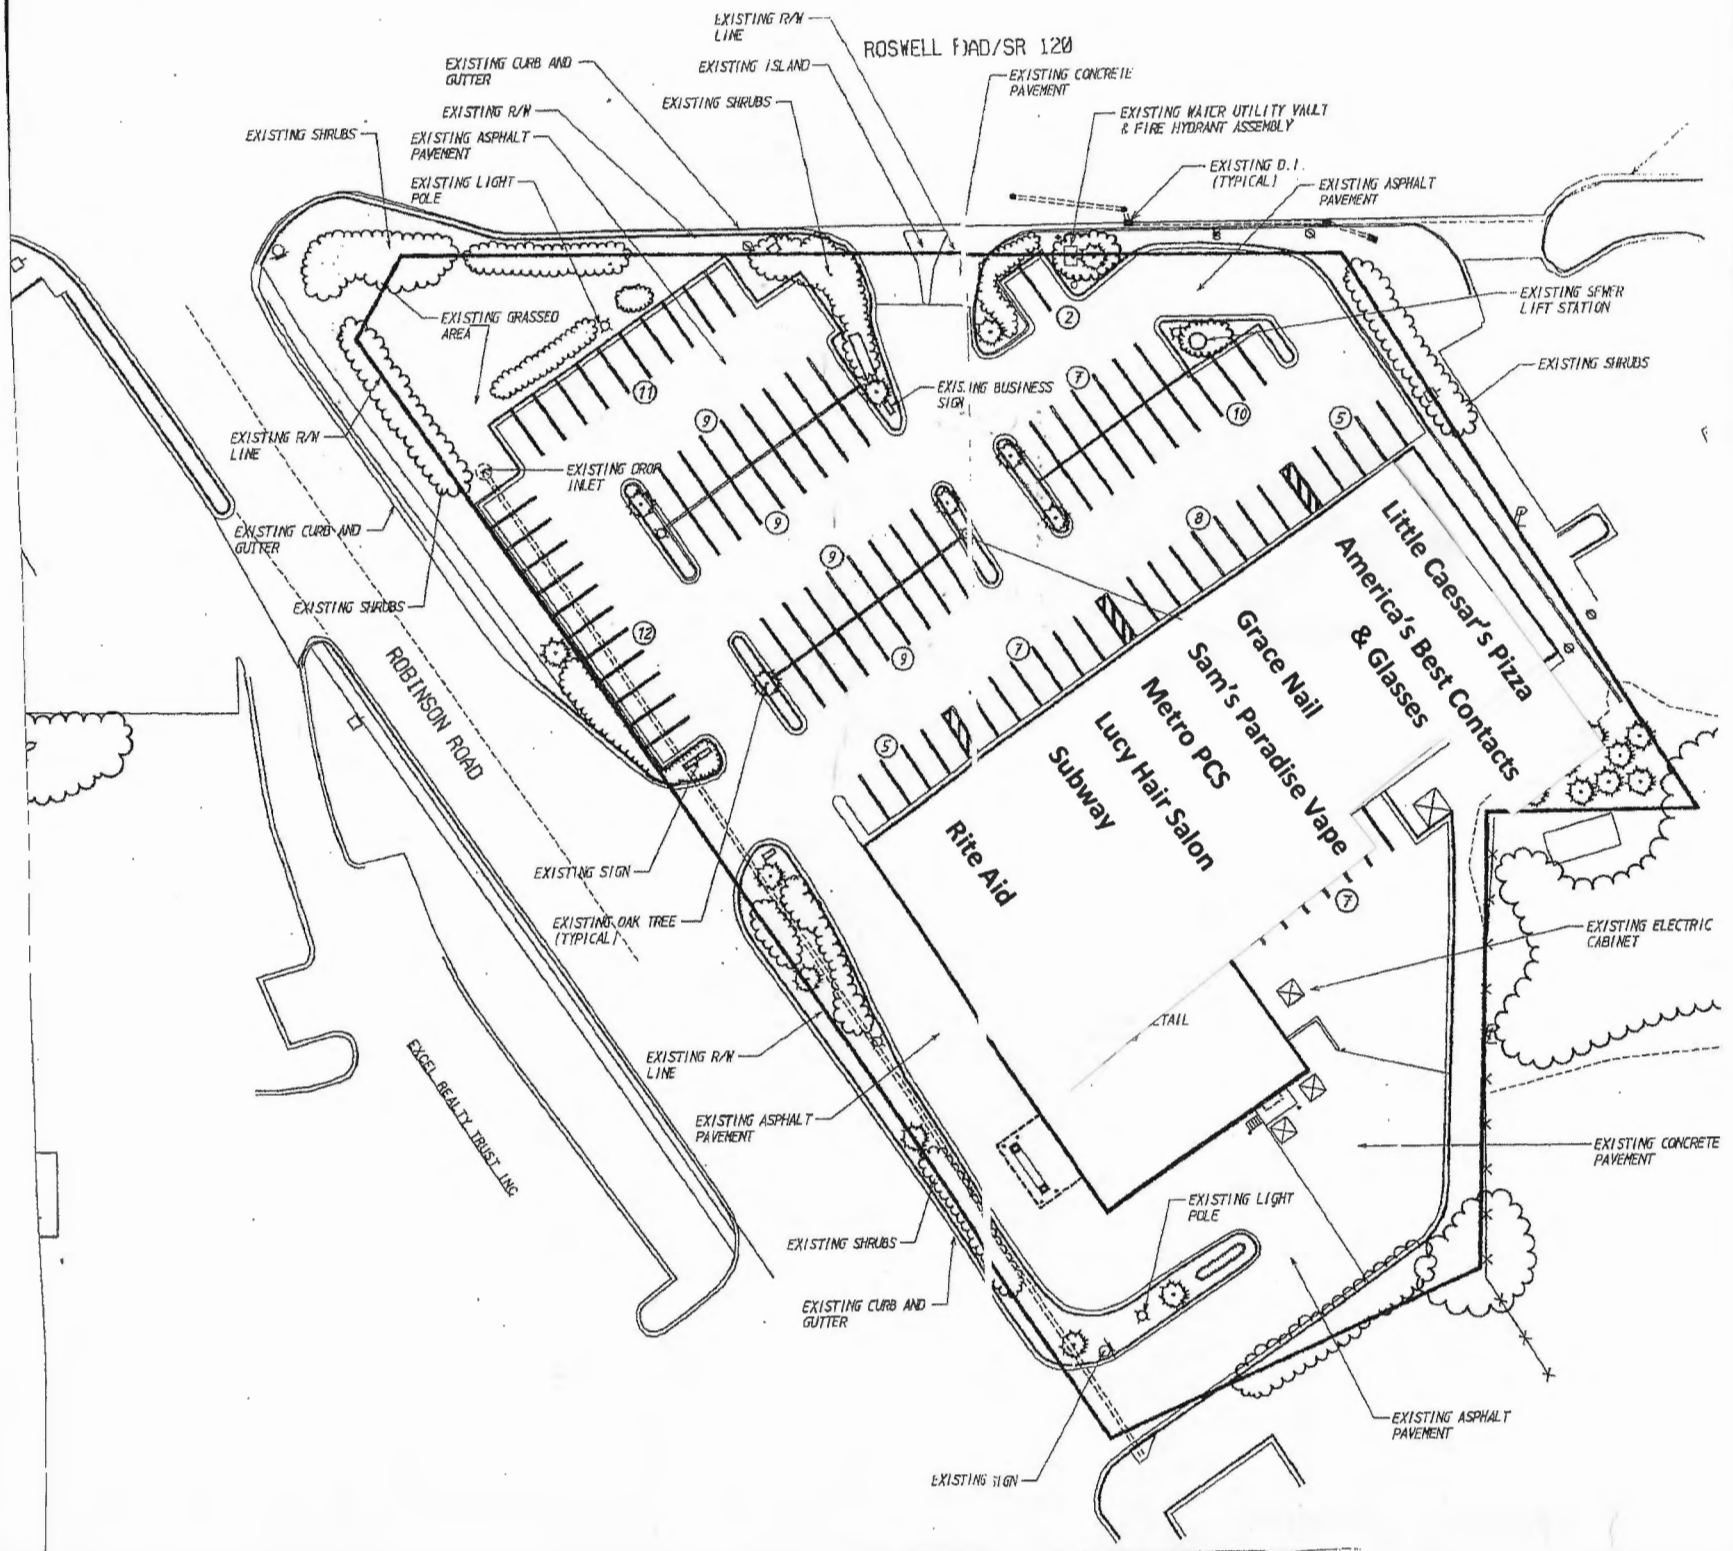 EXISTING R/W
LINE
ROSWELL ROAD/SR 120
EXISTING CURB AND
GUTTER
EXISTING ISLAND
EXISTING CONCRETE
PAVEMENT
EXISTING R/W
EXISTING SHRUBS
EXISTING WATER UTILITY VAULT
& FIRE HYDRANT ASSEMBLY
EXISTING SHRUBS
EXISTING ASPHALT
PAVEMENT
EXISTING D.I.
(TYPICAL)
EXISTING LIGHT
POLE
EXISTING ASPHALT
PAVEMENT
EXISTING SEWER
LIFT STATION
EXISTING GRASSED
AREA
2
EXISTING SHRUBS
7
11
EXISTING BUSINESS
SIGN
10
9
5
EXISTING R/W
LINE
EXISTING DROP
INLET
9
8
EXISTING CURB AND
GUTTER
9
EXISTING SHRUBS
12
9
7
5
ROBINSON ROAD
Little Caesar's Pizza
America's Best Contacts
& Glasses
Grace Nail
Sam's Paradise Vape
Metro PCS
Lucy Hair Salon
Subway
Rite Aid
EXISTING SIGN
7
EXISTING OAK TREE
(TYPICAL)
EXISTING ELECTRIC
CABINET
ETAIL
EXISTING R/W
LINE
EXCEL REALTY TRUST INC
EXISTING ASPHALT
PAVEMENT
EXISTING CONCRETE
PAVEMENT
EXISTING LIGHT
POLE
EXISTING SHRUBS
EXISTING CURB AND
GUTTER
EXISTING ASPHALT
PAVEMENT
EXISTING SIGN